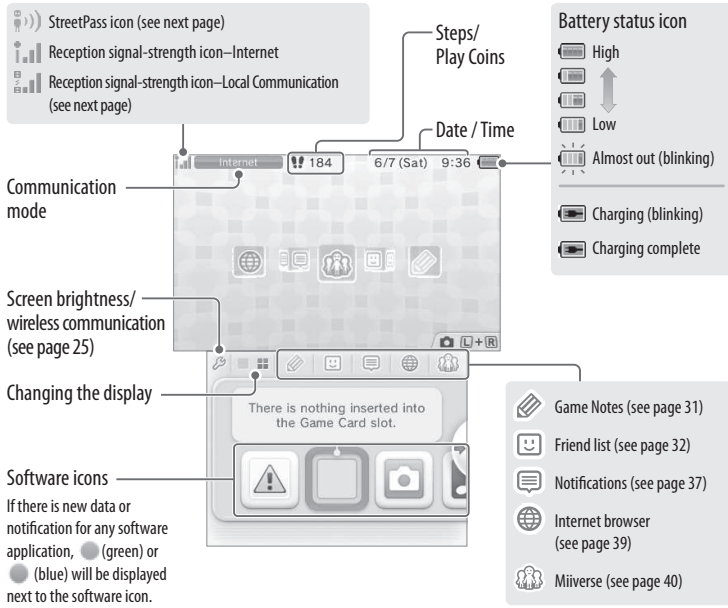 StreetPass icon (see next page)
Reception signal-strength icon–Internet
Reception signal-strength icon–Local Communication
(see next page)
Steps/
Play Coins
Date / Time
Battery status icon
High
Low
Almost out (blinking)
Charging (blinking)
Charging complete
Internet
184
6/7 (Sat)
9:36
Communication
mode
L+R
Screen brightness/
wireless communication
(see page 25)
Changing the display
There is nothing inserted into
the Game Card slot.
Software icons
If there is new data or
notification for any software
application, (green) or
(blue) will be displayed
next to the software icon.
Game Notes (see page 31)
Friend list (see page 32)
Notifications (see page 37)
Internet browser
(see page 39)
Miiverse (see page 40)